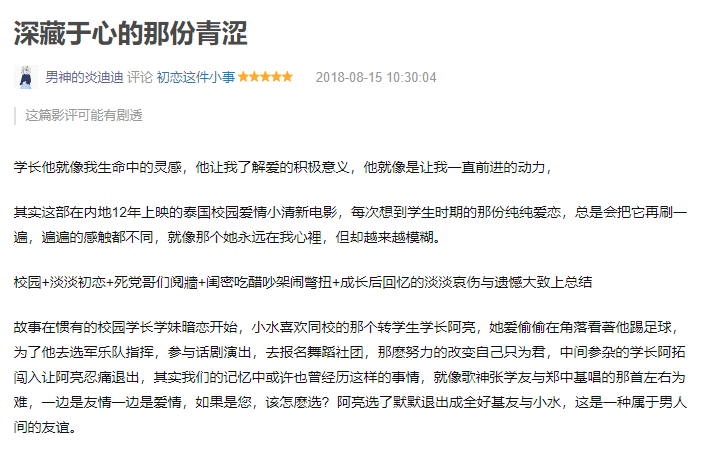 深藏于心的那份青涩
男神的炎迪迪 评论 初恋这件小事 ★★★★★ 2018-08-15 10:30:04
这篇影评可能有剧透
学长他就像我生命中的灵感，他让我了解爱的积极意义，他就像是让我一直前进的动力，
其实这部在内地12年上映的泰国校园爱情小清新电影，每次想到学生时期的那份纯纯爱恋，总是会把它再刷一
遍，遍遍的感触都不同，就像那个她永远在我心裡，但却越来越模糊。
校园+淡淡初恋+死党哥们阋牆+闺密吃醋吵架闹彆扭+成长后回忆的淡淡哀伤与遗憾大致上总结
故事在惯有的校园学长学妹暗恋开始，小水喜欢同校的那个转学生学长阿亮，她爱偷偷在角落看著他踢足球，
为了他去选军乐队指挥，参与话剧演出，去报名舞蹈社团，那麽努力的改变自己只为君，中间参杂的学长阿拓
闯入让阿亮忍痛退出，其实我们的记忆中或许也曾经历这样的事情，就像歌神张学友与郑中基唱的那首左右为
难，一边是友情一边是爱情，如果是您，该怎麽选？阿亮选了默默退出成全好基友与小水，这是一种属于男人
间的友谊。